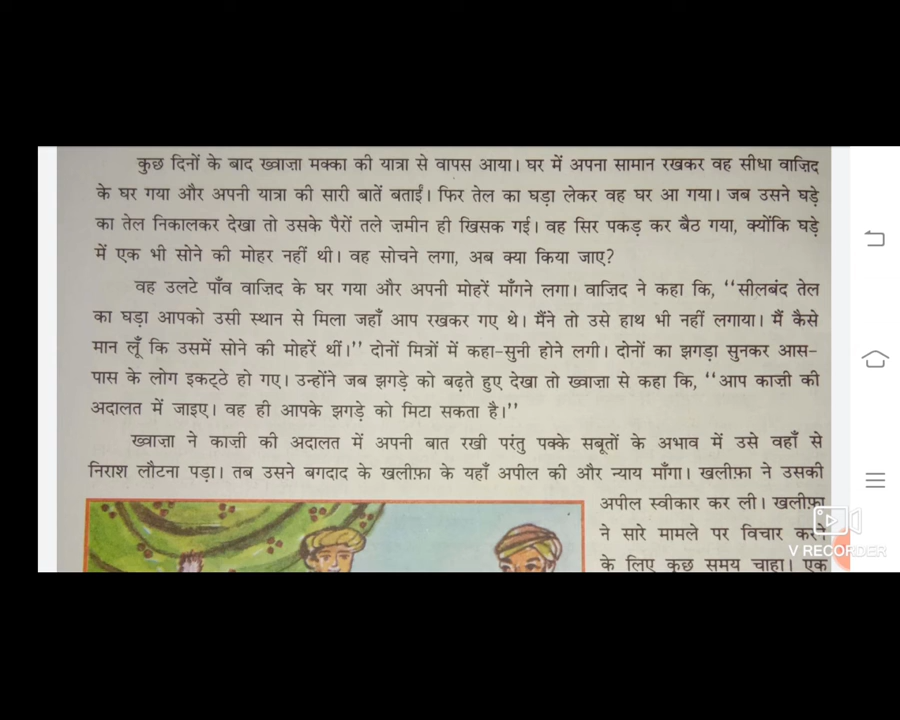 कुछ दिनों के बाद ख्वाज़ा मक्का की यात्रा से वापस आया। घर में अपना सामान रखकर वह सीधा वाज़िद
के घर गया और अपनी यात्रा की सारी बातें बताईं। फिर तेल का घड़ा लेकर वह घर आ गया। जब उसने घड़े
का तेल निकालकर देखा तो उसके पैरों तले ज़मीन ही खिसक गई। वह सिर पकड़ कर बैठ गया, क्योंकि घड़े
में एक भी सोने की मोहर नहीं थी। वह सोचने लगा, अब क्या किया जाए?
वह उलटे पाँव वाज़िद के घर गया और अपनी मोहरें माँगने लगा। वाज़िद ने कहा कि, ‘‘सीलबंद तेल
का घड़ा आपको उसी स्थान से मिला जहाँ आप रखकर गए थे। मैंने तो उसे हाथ भी नहीं लगाया। मैं कैसे
मान लूँ कि उसमें सोने की मोहरें थीं।’’ दोनों मित्रों में कहा-सुनी होने लगी। दोनों का झगड़ा सुनकर आस-
पास के लोग इकट्ठे हो गए। उन्होंने जब झगड़े को बढ़ते हुए देखा तो ख्वाज़ा से कहा कि, ‘‘आप काज़ी की
अदालत में जाइए। वह ही आपके झगड़े को मिटा सकता है।’’
ख्वाज़ा ने काज़ी की अदालत में अपनी बात रखी परंतु पक्के सबूतों के अभाव में उसे वहाँ से
निराश लौटना पड़ा। तब उसने बगदाद के खलीफ़ा के यहाँ अपील की और न्याय माँगा। खलीफ़ा ने उसकी
अपील स्वीकार कर ली। खलीफ़ा
ने सारे मामले पर विचार करने
के लिए कुछ समय चाहा। एक
V RECORDER